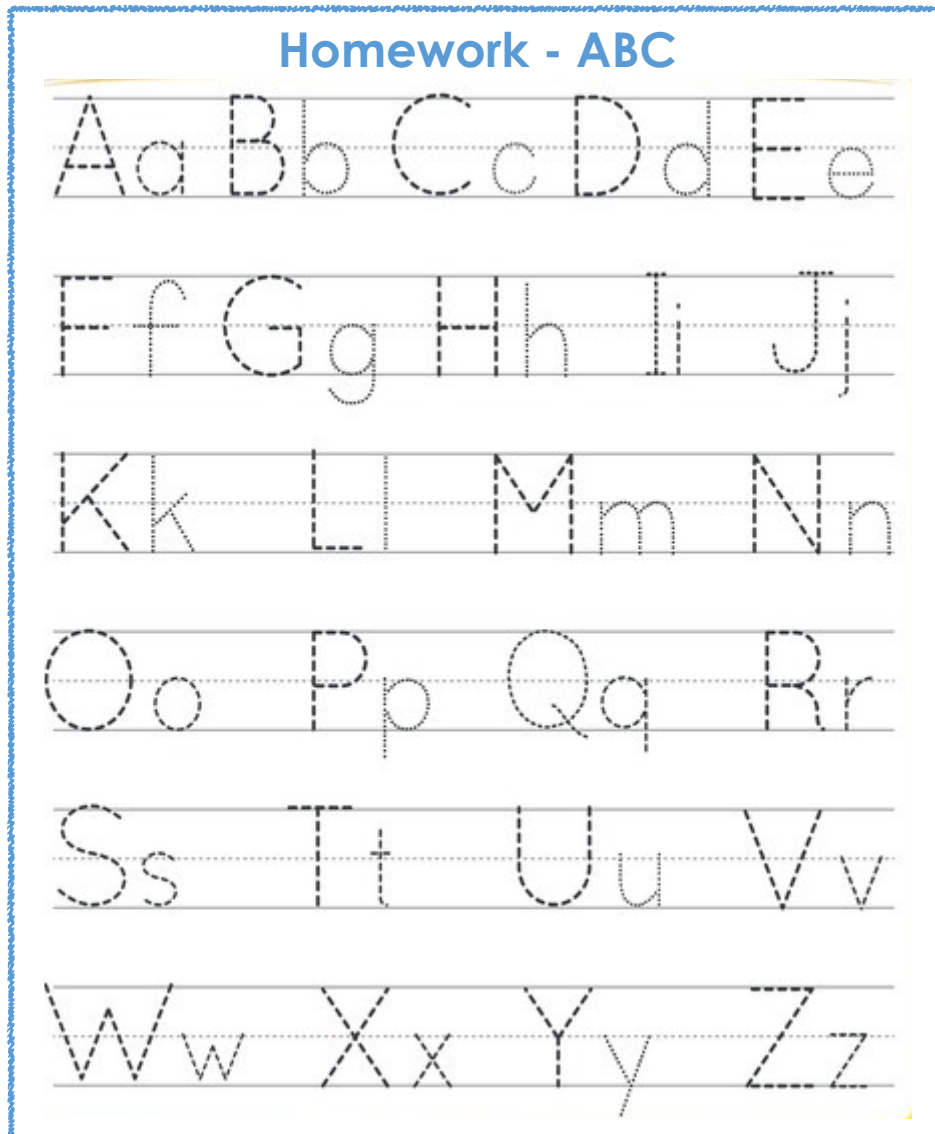 Homework - ABC
Aa Bb Cc Dd Ee
Ff Gg Hh Ii Jj
Kk Ll Mm Nn
Oo Pp Qq Rr
Ss Tt Uu Vv
Ww Xx Yy Zz